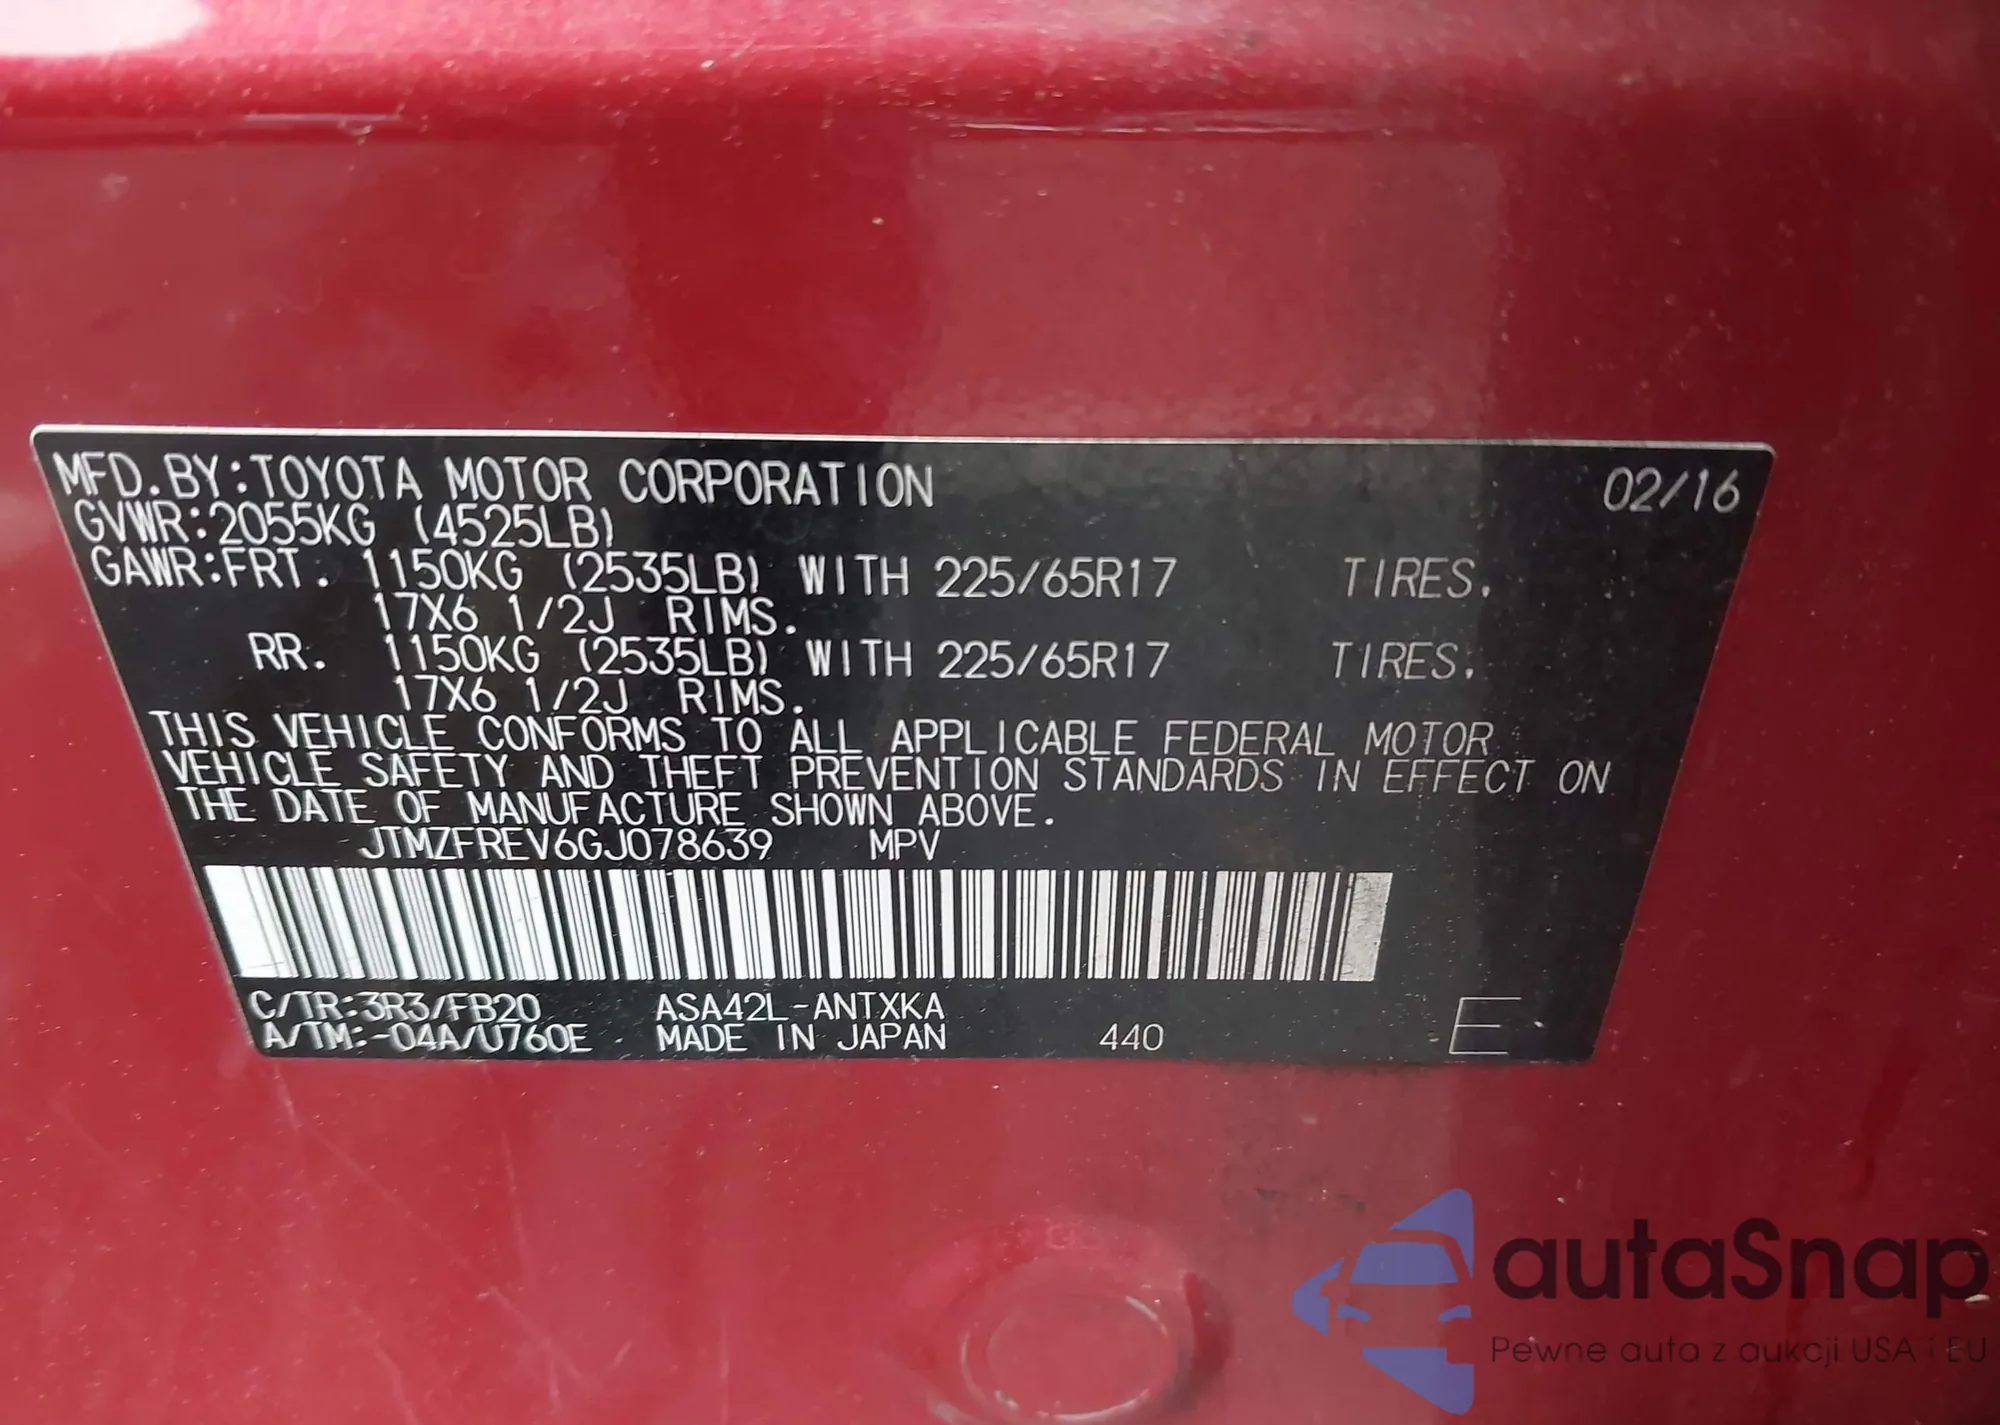 MFD.BY:TOYOTA MOTOR CORPORATION 02/16
GVWR:2055KG (4525LB)
GAWR:FRT. 1150KG (2535LB) WITH 225/65R17 TIRES.
17X6 1/2J RIMS.
RR. 1150KG (2535LB) WITH 225/65R17 TIRES.
17X6 1/2J RIMS.
THIS VEHICLE CONFORMS TO ALL APPLICABLE FEDERAL MOTOR
VEHICLE SAFETY AND THEFT PREVENTION STANDARDS IN EFFECT ON
THE DATE OF MANUFACTURE SHOWN ABOVE.
JTMZFREV6GJ078639 MPV
C/TR:3R3/FB20 ASA42L-ANTXKA
A/TM:-04A/U760E MADE IN JAPAN 440 E
autaSnap
Pewne auta z aukcji USA i EU